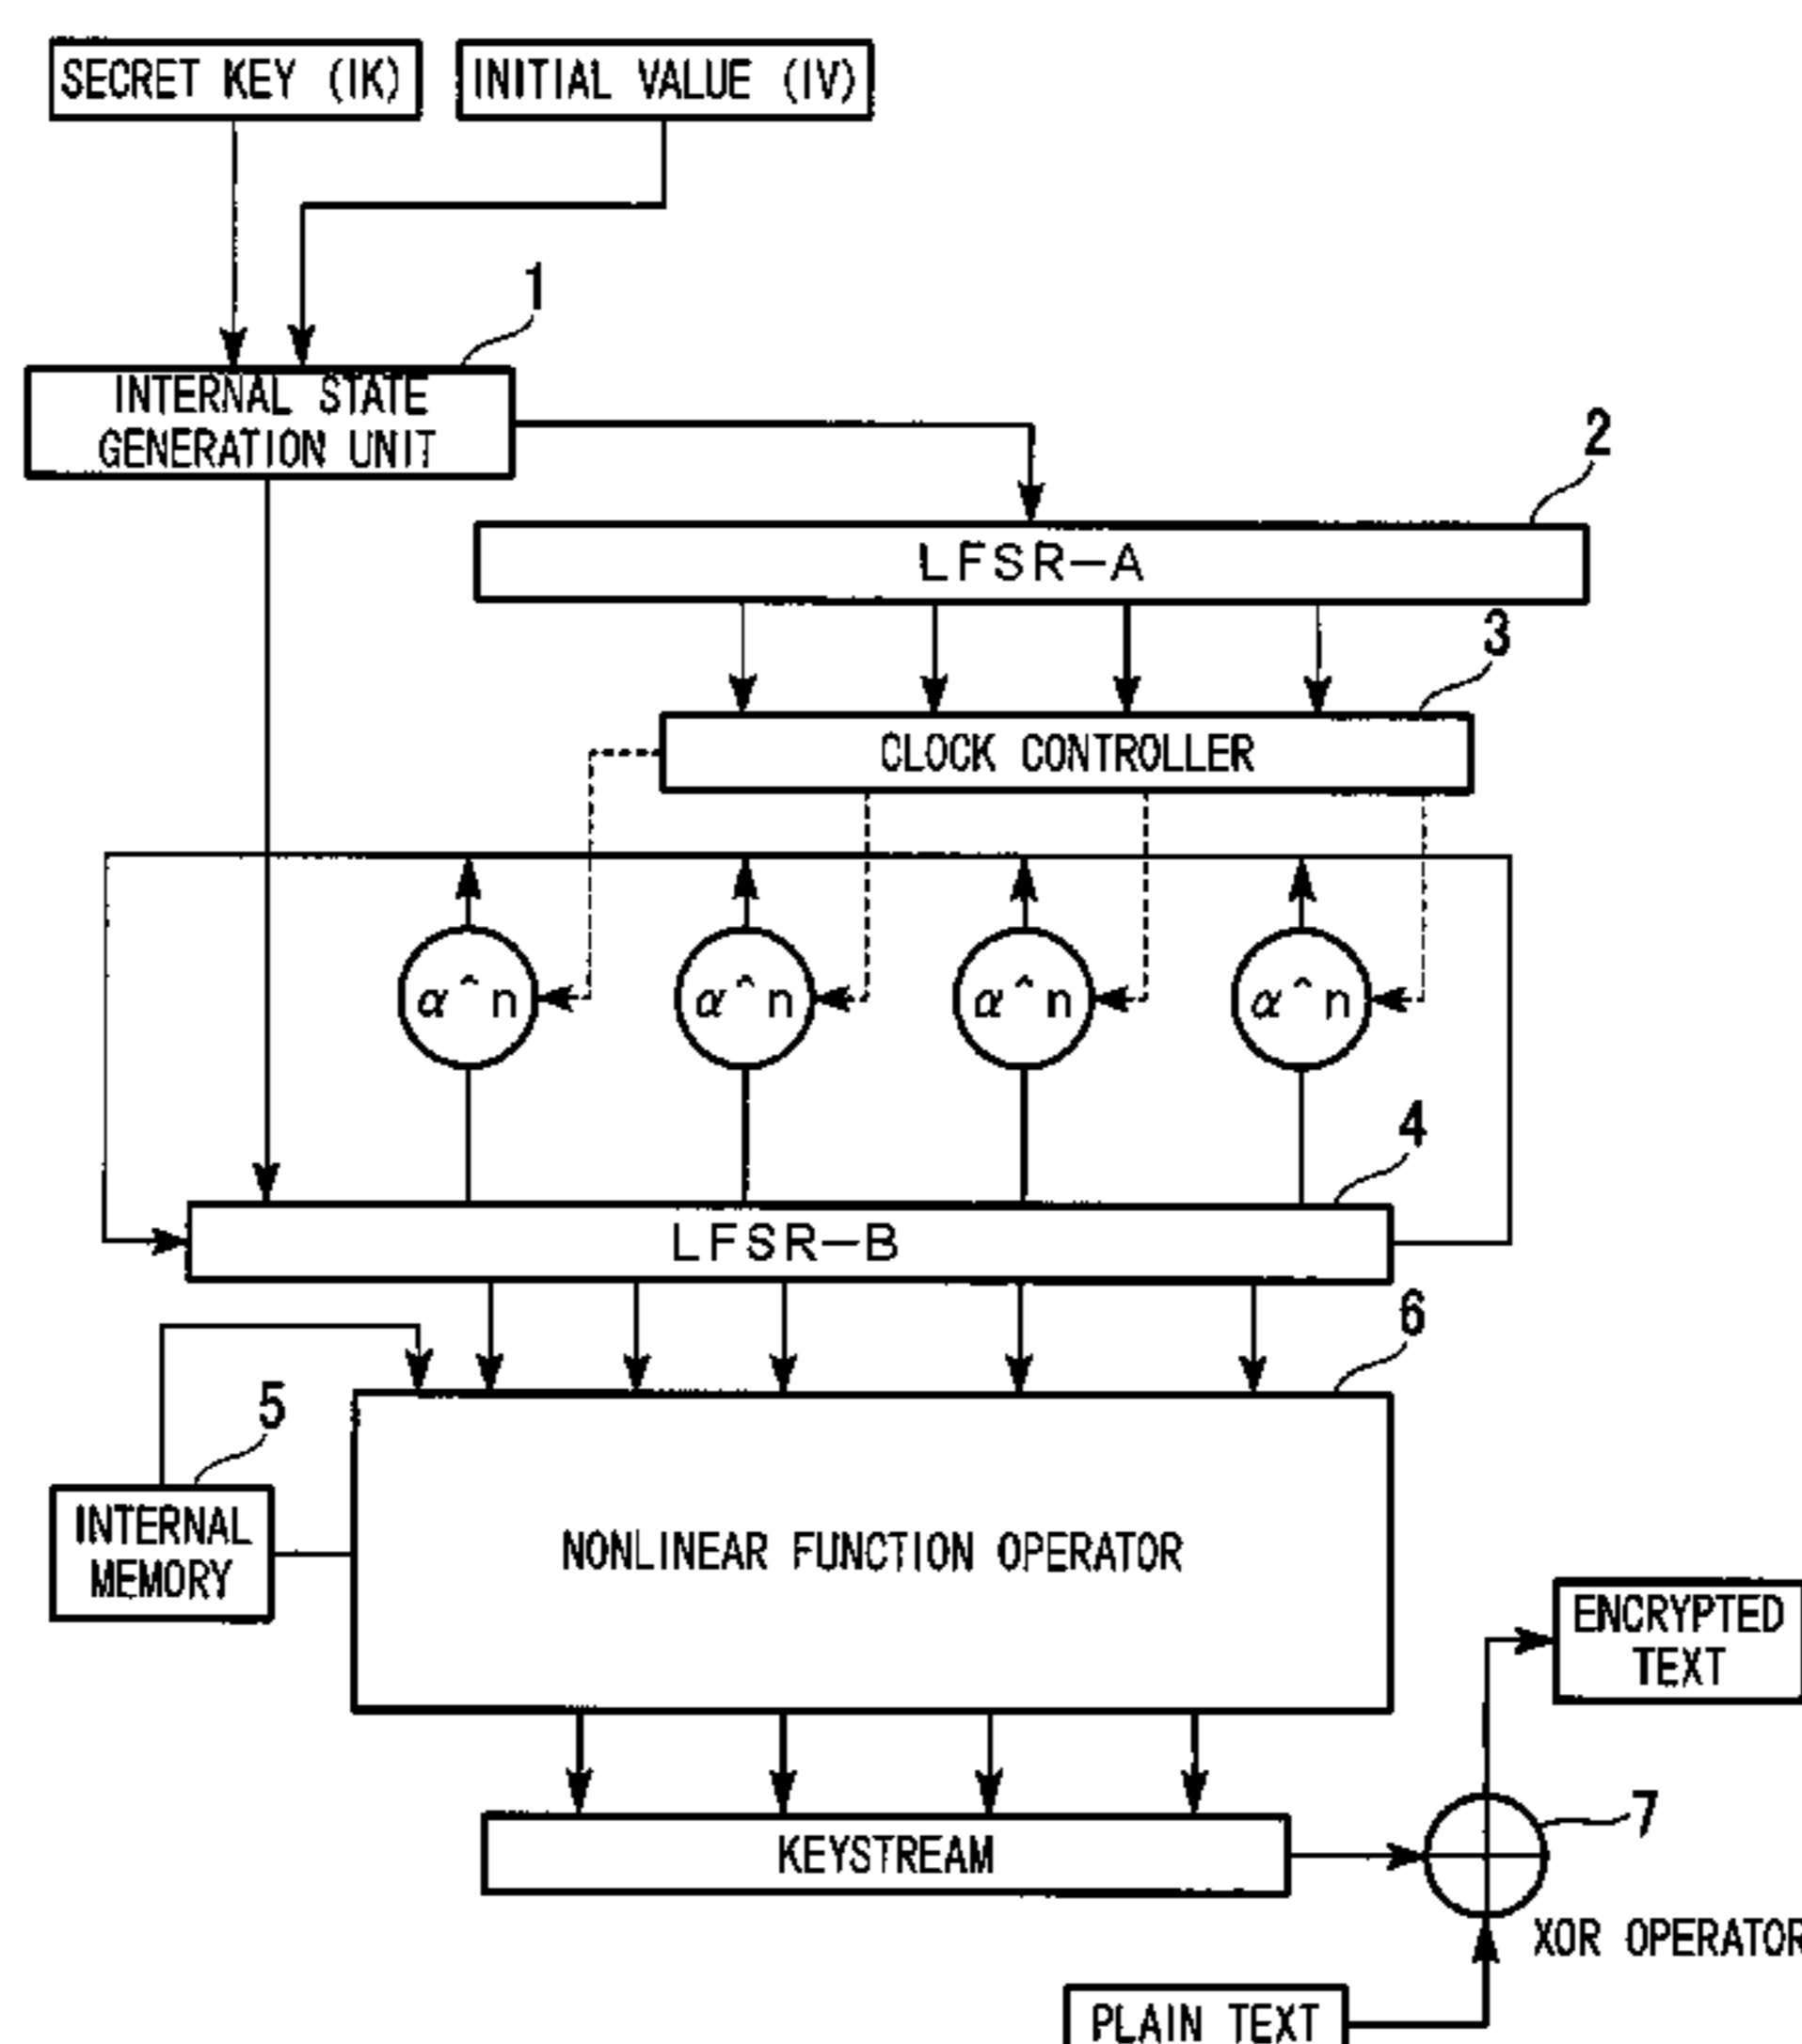 SECRET KEY (IK)
INITIAL VALUE (IV)
1
INTERNAL STATE
GENERATION UNIT
2
LFSR-A
3
CLOCK CONTROLLER
α^n
α^n
α^n
α^n
4
LFSR-B
6
5
INTERNAL
MEMORY
NONLINEAR FUNCTION OPERATOR
ENCRYPTED
TEXT
7
KEYSTREAM
XOR OPERATOR
PLAIN TEXT